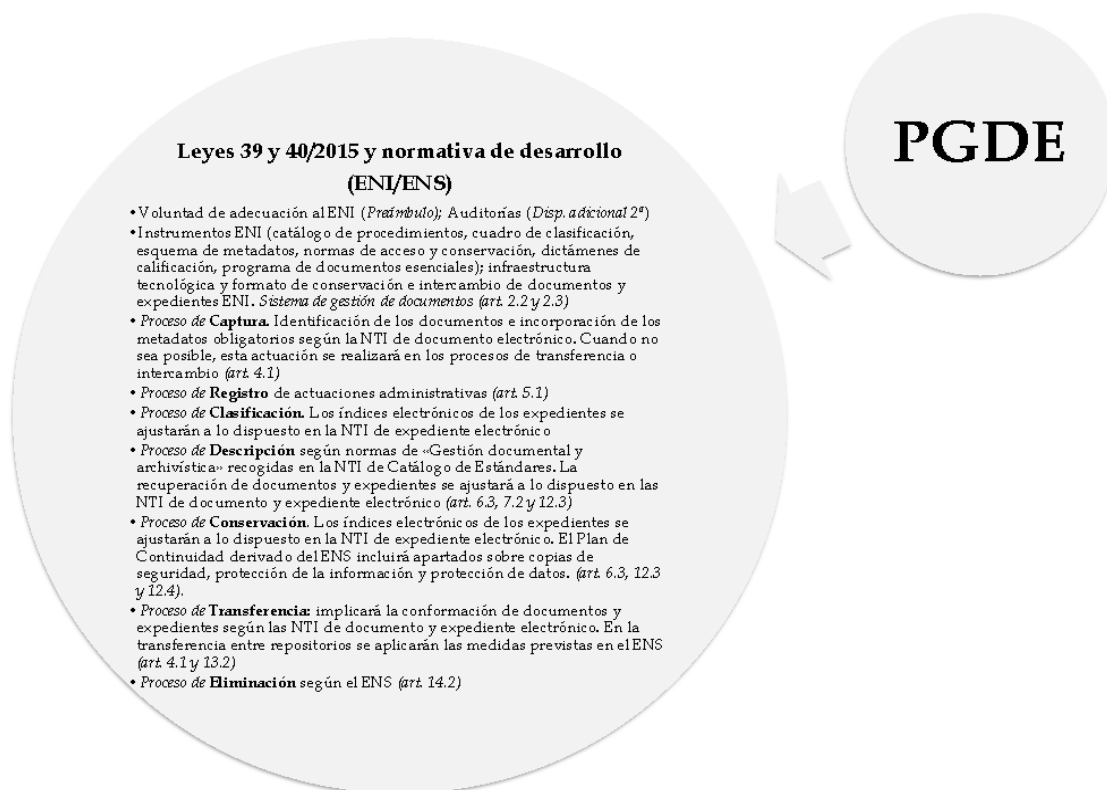 PGDE
Leyes 39 y 40/2015 y normativa de desarrollo
(ENI/ENS)
• Voluntad de adecuación al ENI (Preámbulo); Auditorías (Disp. adicional 2ª)
• Instrumentos ENI (catálogo de procedimientos, cuadro de clasificación,
esquema de metadatos, normas de acceso y conservación, dictámenes de
calificación, programa de documentos esenciales); infraestructura
tecnológica y formato de conservación e intercambio de documentos y
expedientes ENI. Sistema de gestión de documentos (art. 2.2 y 2.3)
• Proceso de Captura. Identificación de los documentos e incorporación de los
metadatos obligatorios según la NTI de documento electrónico. Cuando no
sea posible, esta actuación se realizará en los procesos de transferencia o
intercambio (art. 4.1)
• Proceso de Registro de actuaciones administrativas (art. 5.1)
• Proceso de Clasificación. Los índices electrónicos de los expedientes se
ajustarán a lo dispuesto en la NTI de expediente electrónico
• Proceso de Descripción según normas de «Gestión documental y
archivística» recogidas en la NTI de Catálogo de Estándares. La
recuperación de documentos y expedientes se ajustará a lo dispuesto en las
NTI de documento y expediente electrónico (art. 6.3, 7.2 y 12.3)
• Proceso de Conservación. Los índices electrónicos de los expedientes se
ajustarán a lo dispuesto en la NTI de expediente electrónico. El Plan de
Continuidad derivado del ENS incluirá apartados sobre copias de
seguridad, protección de la información y protección de datos. (art. 6.3, 12.3
y 12.4).
• Proceso de Transferencia: implicará la conformación de documentos y
expedientes según las NTI de documento y expediente electrónico. En la
transferencia entre repositorios se aplicarán las medidas previstas en el ENS
(art. 4.1 y 13.2)
• Proceso de Eliminación según el ENS (art. 14.2)